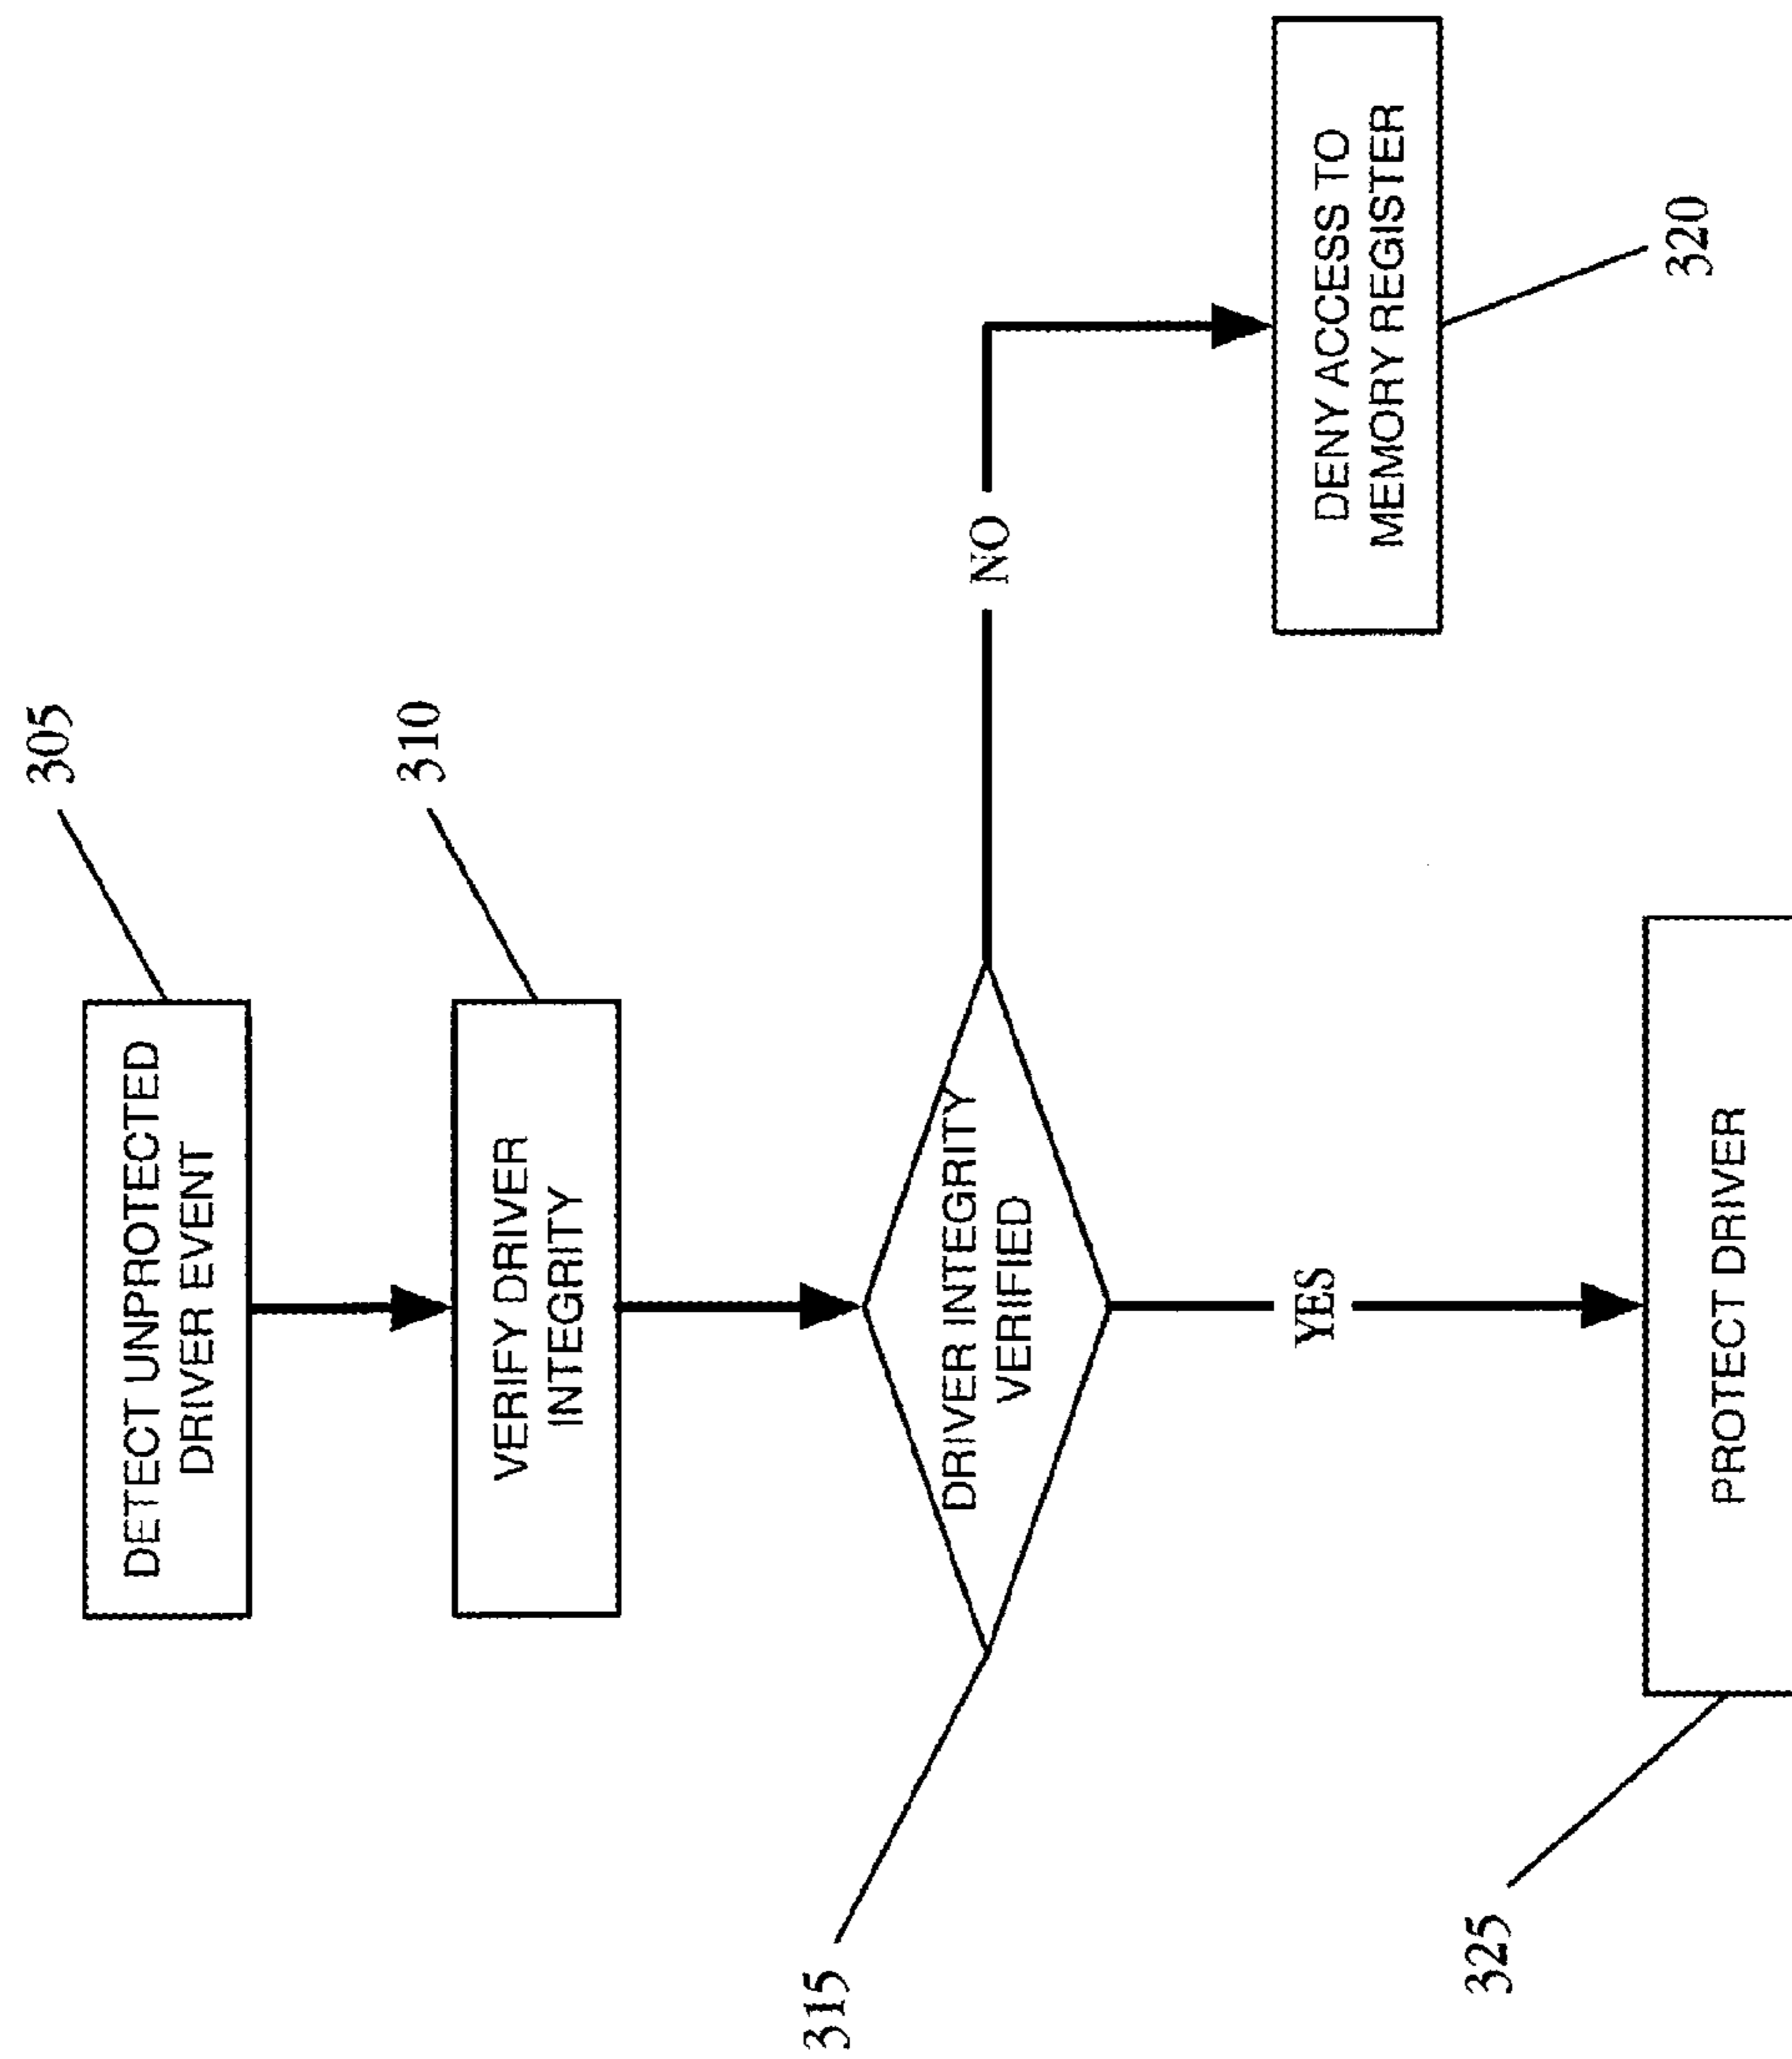 305
DETECT UNPROTECTED
DRIVER EVENT
310
VERIFY DRIVER
INTEGRITY
315
DRIVER INTEGRITY
VERIFIED
NO
DENY ACCESS TO
MEMORY REGISTER
320
YES
325
PROTECT DRIVER